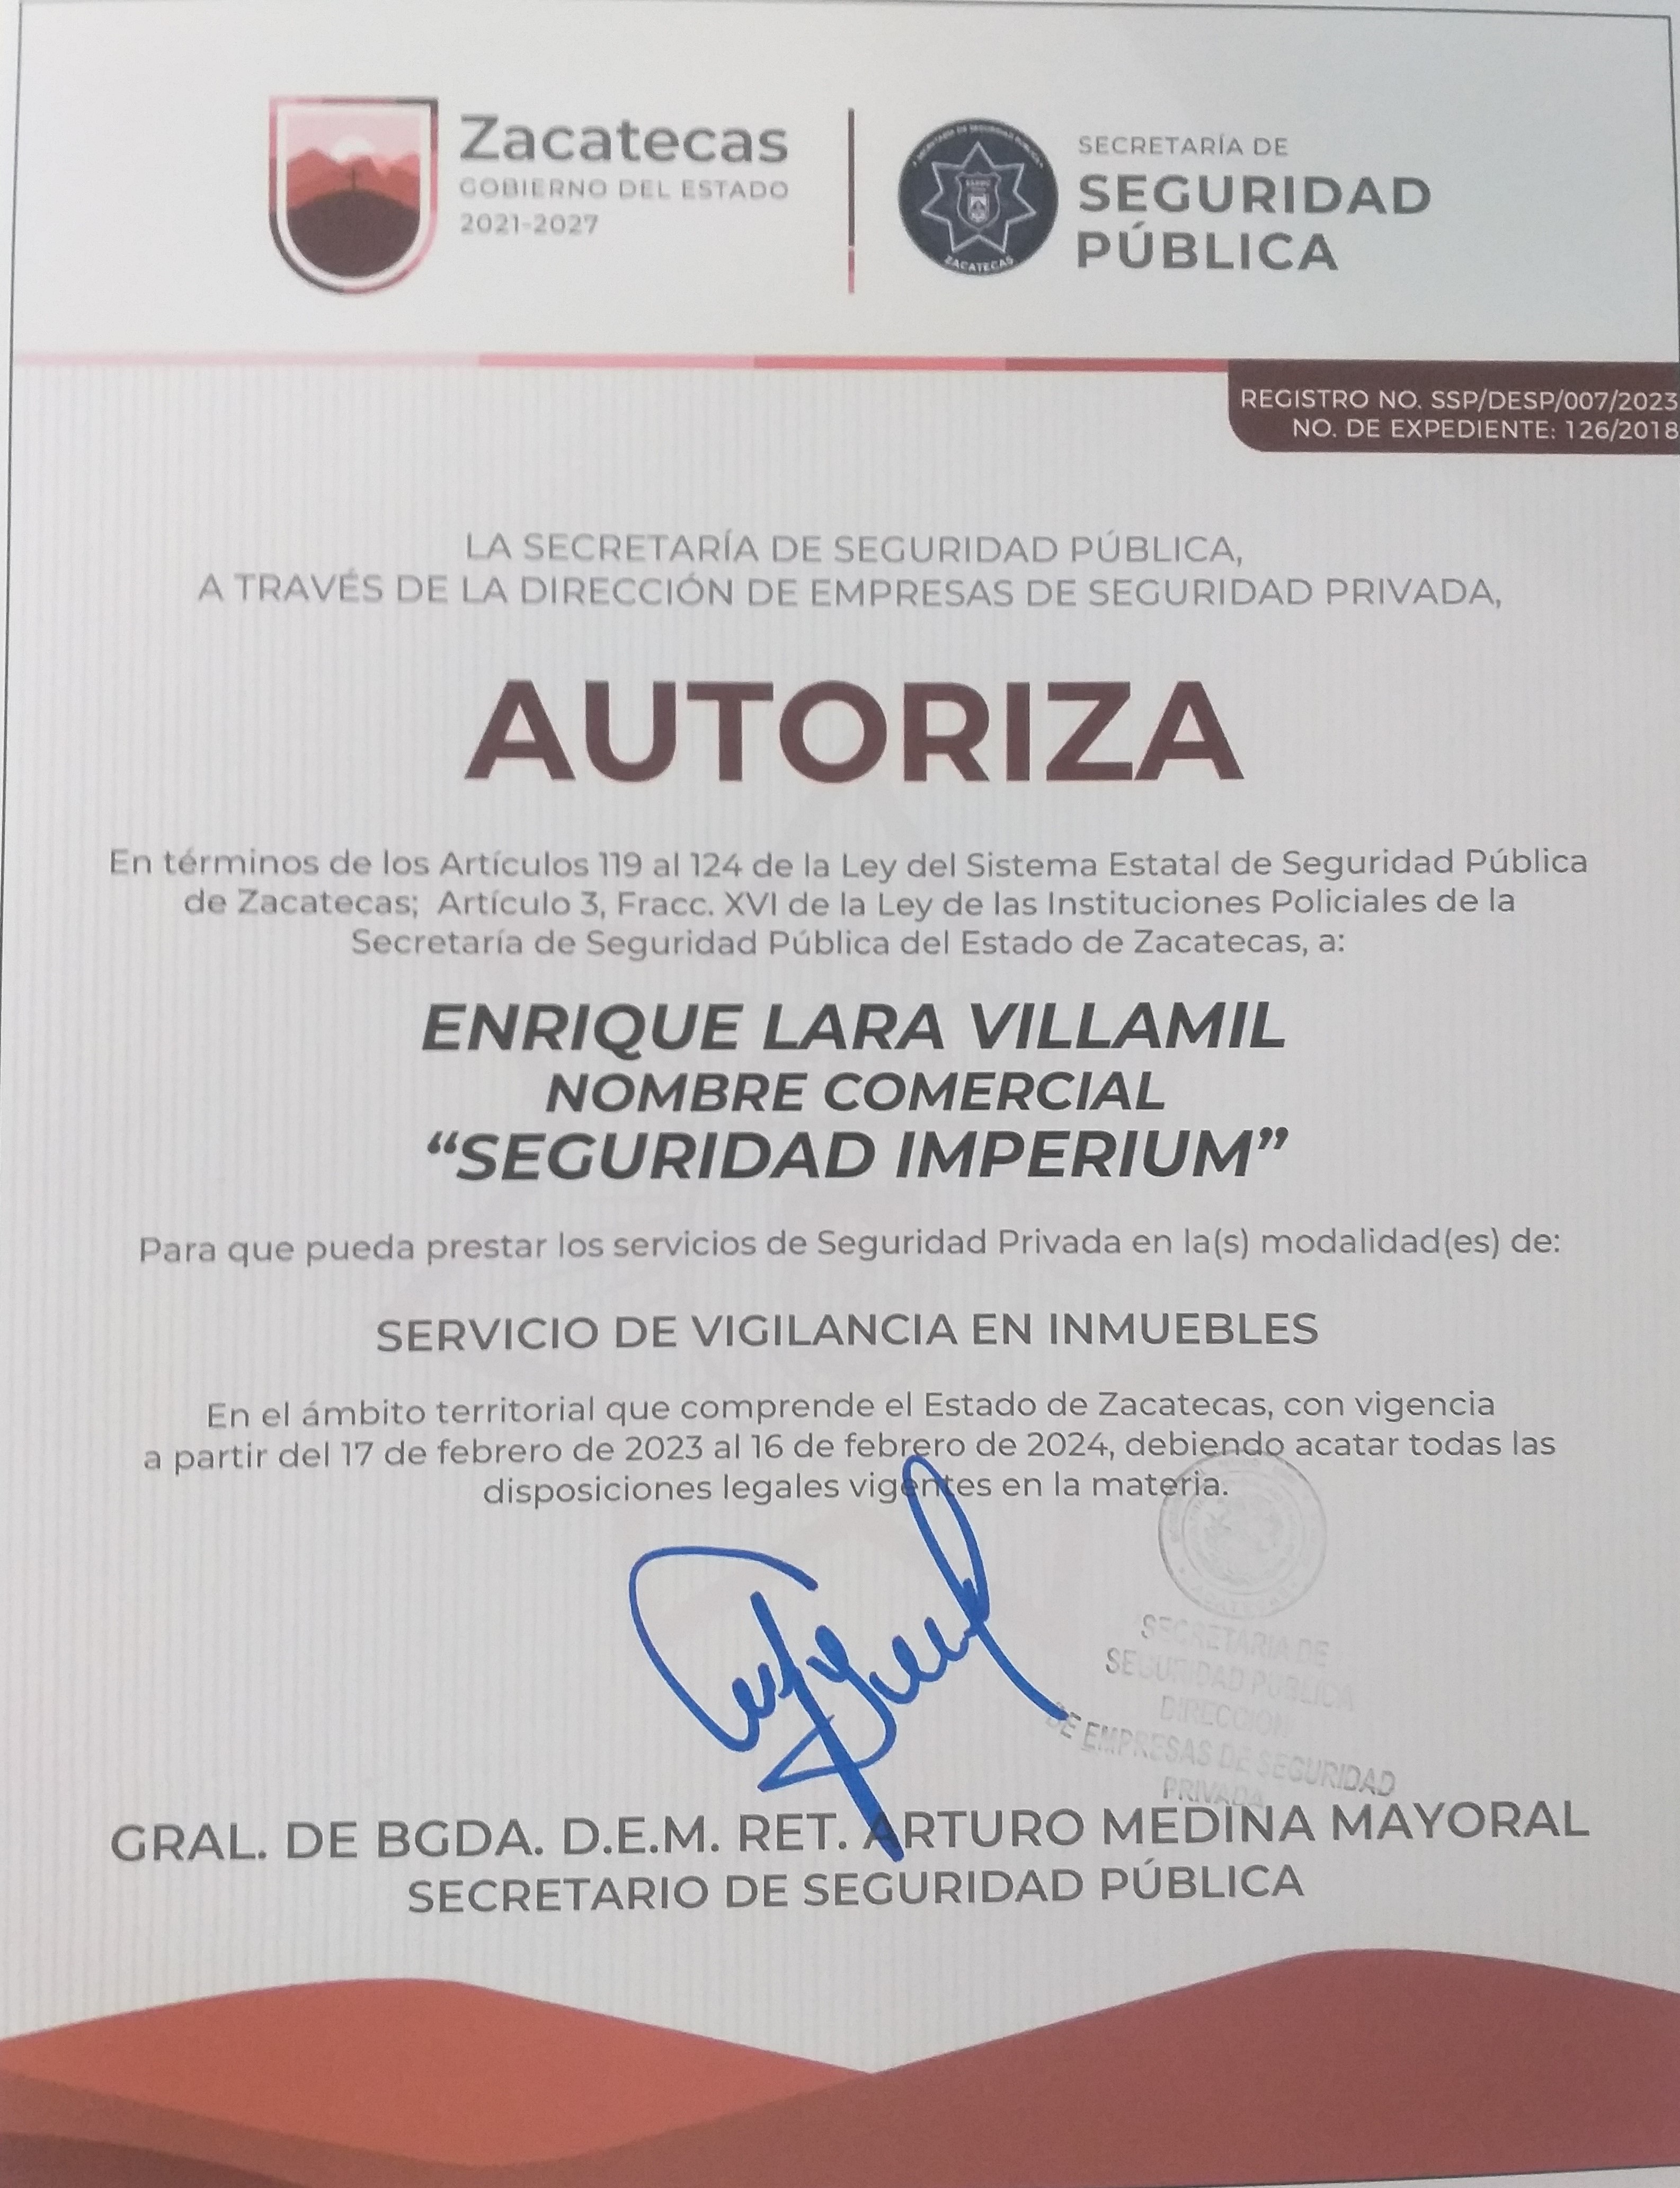 Zacatecas
GOBIERNO DEL ESTADO
2021-2027
ZACATECAS
SECRETARÍA DE
SEGURIDAD
PÚBLICA
REGISTRO NO. SSP/DESP/007/2023
NO. DE EXPEDIENTE: 126/2018
LA SECRETARÍA DE SEGURIDAD PÚBLICA,
A TRAVÉS DE LA DIRECCIÓN DE EMPRESAS DE SEGURIDAD PRIVADA,
AUTORIZA
En términos de los Artículos 119 al 124 de la Ley del Sistema Estatal de Seguridad Pública
de Zacatecas; Artículo 3, Fracc. XVI de la Ley de las Instituciones Policiales de la
Secretaría de Seguridad Pública del Estado de Zacatecas, a:
ENRIQUE LARA VILLAMIL
NOMBRE COMERCIAL
“SEGURIDAD IMPERIUM”
Para que pueda prestar los servicios de Seguridad Privada en la(s) modalidad(es) de:
SERVICIO DE VIGILANCIA EN INMUEBLES
En el ámbito territorial que comprende el Estado de Zacatecas, con vigencia
a partir del 17 de febrero de 2023 al 16 de febrero de 2024, debiendo acatar todas las
disposiciones legales vigentes en la materia.
SECRETARIA DE
SEGURIDAD PUBLICA
DIRECCION
DE EMPRESAS DE SEGURIDAD
PRIVADA
GRAL. DE BGDA. D.E.M. RET. ARTURO MEDINA MAYORAL
SECRETARIO DE SEGURIDAD PÚBLICA